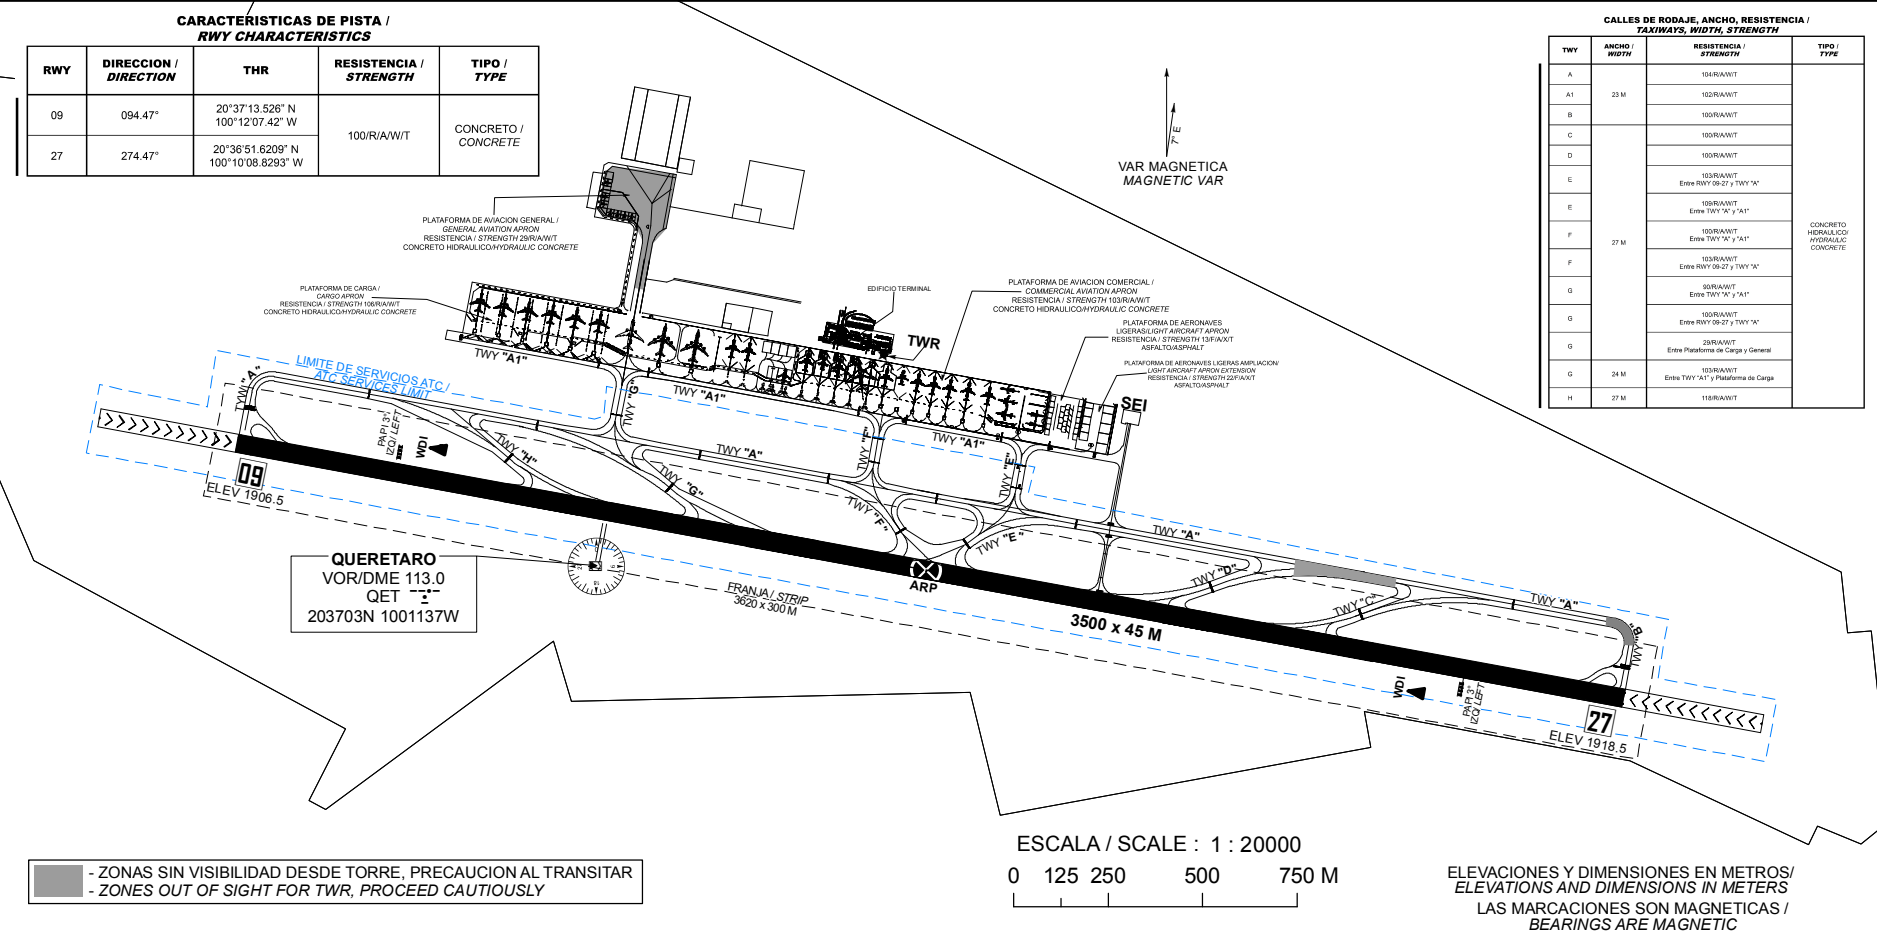 CARACTERISTICAS DE PISTA /
RWY CHARACTERISTICS
RWY
DIRECCION /
DIRECTION
THR
RESISTENCIA /
STRENGTH
TIPO /
TYPE
09
094.47°
20°37'13.526" N
100°12'07.42" W
100/R/A/W/T
CONCRETO /
CONCRETE
27
274.47°
20°36'51.6209" N
100°10'08.8293" W
CALLES DE RODAJE, ANCHO, RESISTENCIA /
TAXIWAYS, WIDTH, STRENGTH
TWY
ANCHO /
WIDTH
RESISTENCIA /
STRENGTH
TIPO /
TYPE
A
104/R/A/W/T
A1
23 M
102/R/A/W/T
B
100/R/A/W/T
C
100/R/A/W/T
D
100/R/A/W/T
E
103/R/A/W/T
Entre RWY 09-27 y TWY "A"
E
109/R/A/W/T
Entre TWY "A" y "A1"
F
100/R/A/W/T
Entre TWY "A" y "A1"
27 M
F
103/R/A/W/T
Entre RWY 09-27 y TWY "A"
G
90/R/A/W/T
Entre TWY "A" y "A1"
G
100/R/A/W/T
Entre RWY 09-27 y TWY "A"
G
29/R/A/W/T
Entre Plataforma de Carga y General
G
24 M
103/R/A/W/T
Entre TWY "A1" y Plataforma de Carga
H
27 M
118/R/A/W/T
CONCRETO
HIDRAULICO/
HYDRAULIC
CONCRETE
7° E
VAR MAGNETICA
MAGNETIC VAR
PLATAFORMA DE AVIACION GENERAL /
GENERAL AVIATION APRON
RESISTENCIA / STRENGTH 29/R/A/W/T
CONCRETO HIDRAULICO/HYDRAULIC CONCRETE
PLATAFORMA DE CARGA /
CARGO APRON
RESISTENCIA / STRENGTH 106/R/A/W/T
CONCRETO HIDRAULICO/HYDRAULIC CONCRETE
EDIFICIO TERMINAL
TWR
PLATAFORMA DE AVIACION COMERCIAL /
COMMERCIAL AVIATION APRON
RESISTENCIA / STRENGTH 103/R/A/W/T
CONCRETO HIDRAULICO/HYDRAULIC CONCRETE
PLATAFORMA DE AERONAVES
LIGERAS/LIGHT AIRCRAFT APRON
RESISTENCIA / STRENGTH 13/F/A/X/T
ASFALTO/ASPHALT
PLATAFORMA DE AERONAVES LIGERAS AMPLIACION/
LIGHT AIRCRAFT APRON EXTENSION
RESISTENCIA / STRENGTH 22/F/A/X/T
ASFALTO/ASPHALT
SEI
LIMITE DE SERVICIOS ATC /
ATC SERVICES LIMIT
TWY "A1"
TWY "A"
TWY "G"
TWY "A1"
TWY "F"
TWY "A1"
TWY "E"
PAPI 3°
IZQ/ LEFT
WDI
TWY "H"
TWY "A"
TWY "G"
TWY "F"
TWY "E"
TWY "A"
TWY "D"
TWY "C"
TWY "A"
TWY "B"
09
ELEV 1906.5
QUERETARO
VOR/DME 113.0
QET
203703N 1001137W
FRANJA / STRIP
3620 x 300 M
ARP
3500 x 45 M
WDI
PAPI 3°
IZQ/ LEFT
27
ELEV 1918.5
- ZONAS SIN VISIBILIDAD DESDE TORRE, PRECAUCION AL TRANSITAR
- ZONES OUT OF SIGHT FOR TWR, PROCEED CAUTIOUSLY
ESCALA / SCALE : 1 : 20000
0 125 250 500 750 M
ELEVACIONES Y DIMENSIONES EN METROS/
ELEVATIONS AND DIMENSIONS IN METERS
LAS MARCACIONES SON MAGNETICAS /
BEARINGS ARE MAGNETIC